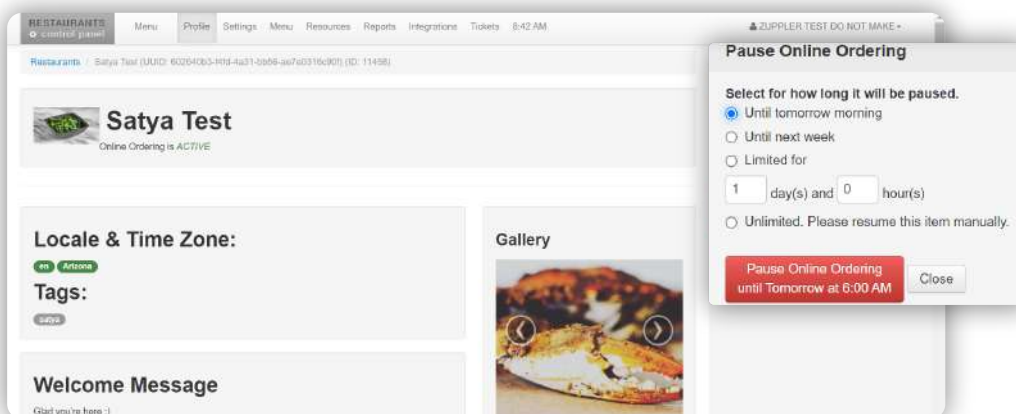 RESTAURANTS
control panel
Menu Profile Settings Menu Resources Reports Integrations Tickets 8:42 AM
ZUPPLER TEST DO NOT MAKE
Restaurants / Satya Test (ID: 11458)
Satya Test
Online Ordering is ACTIVE
Locale & Time Zone:
en Arizona
Tags:
satya
Welcome Message
Glad you're here :)
Gallery
Pause Online Ordering
Select for how long it will be paused.
Until tomorrow morning
Until next week
Limited for
1 day(s) and 0 hour(s)
Unlimited. Please resume this item manually.
Pause Online Ordering
until Tomorrow at 6:00 AM
Close